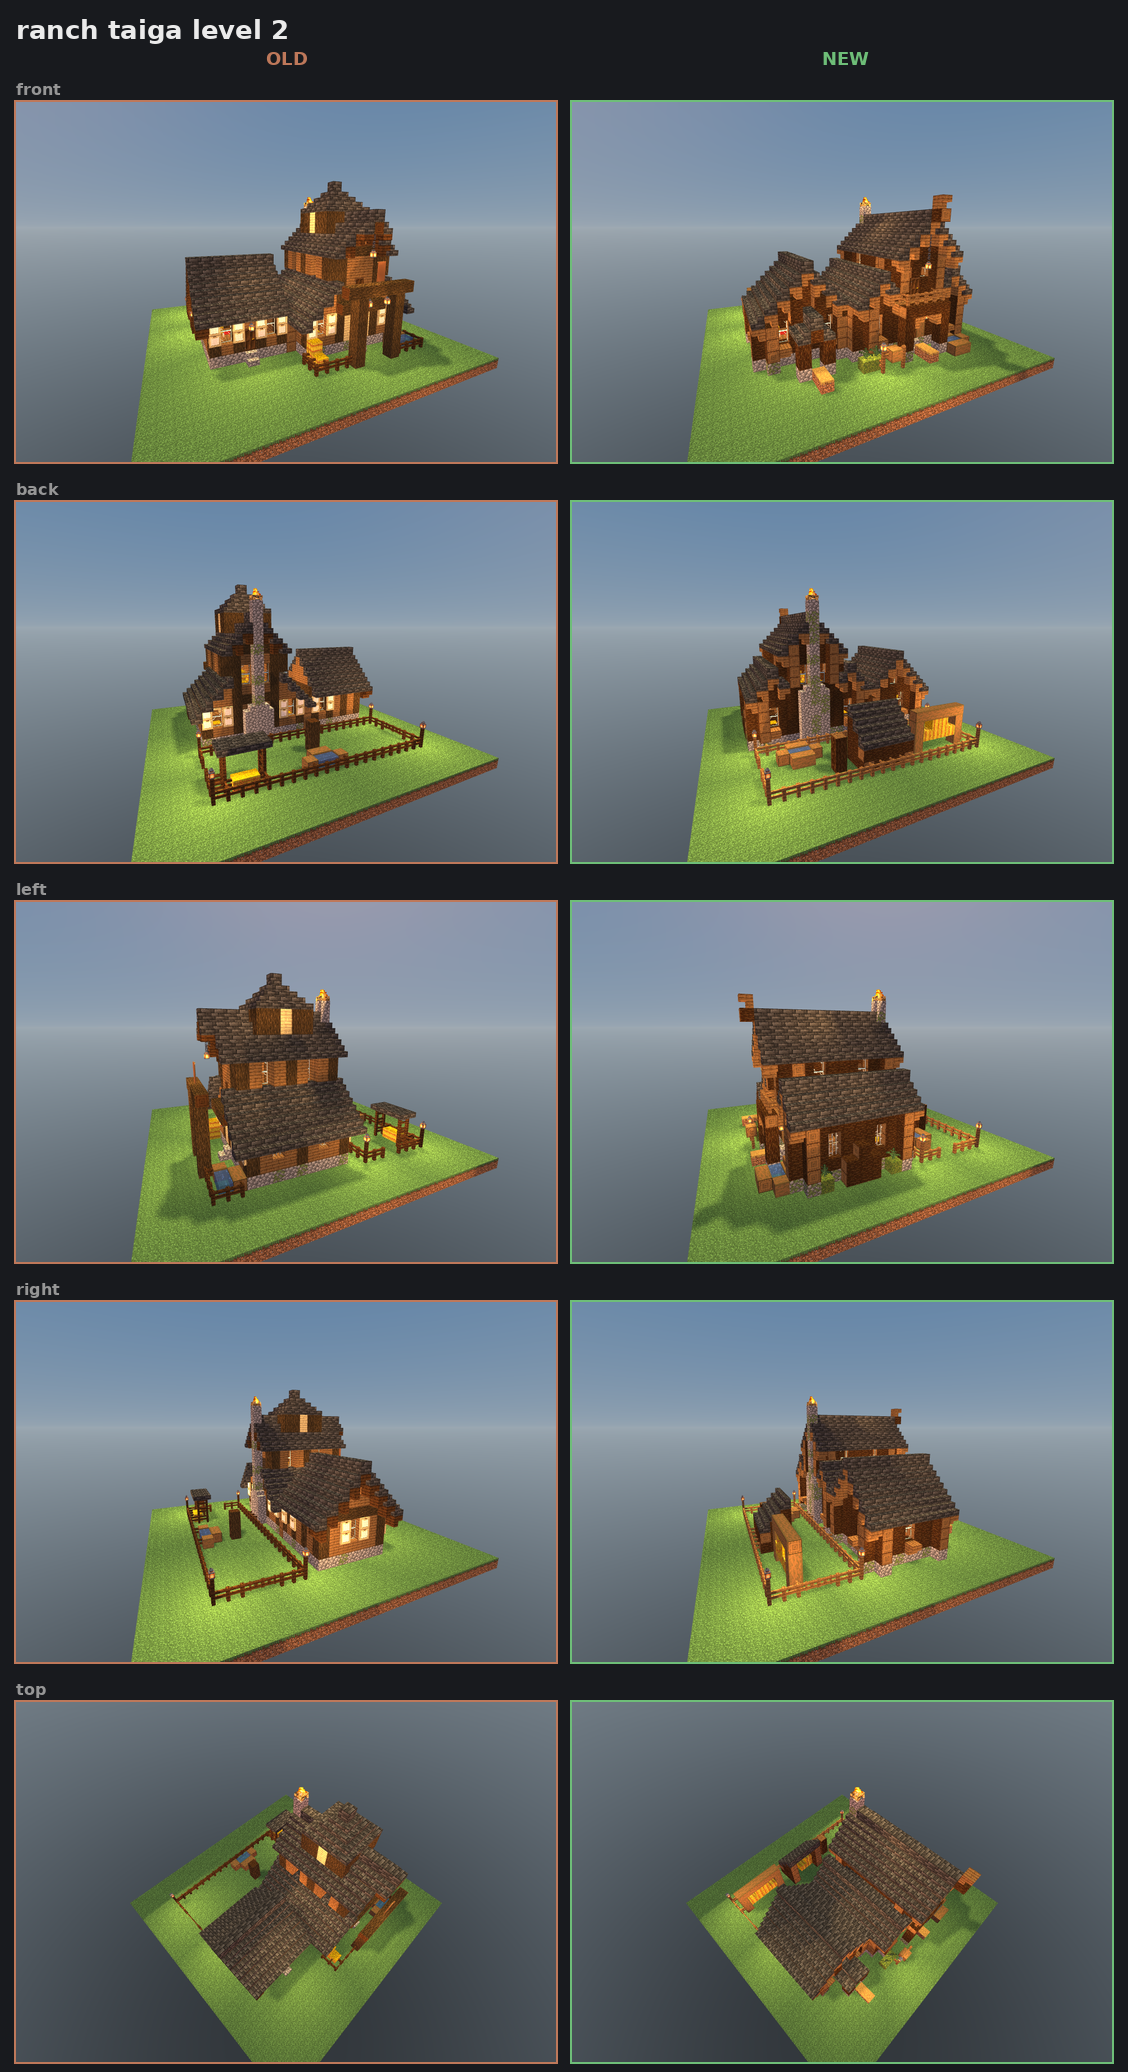 ranch taiga level 2
OLD
NEW
front
back
left
right
top